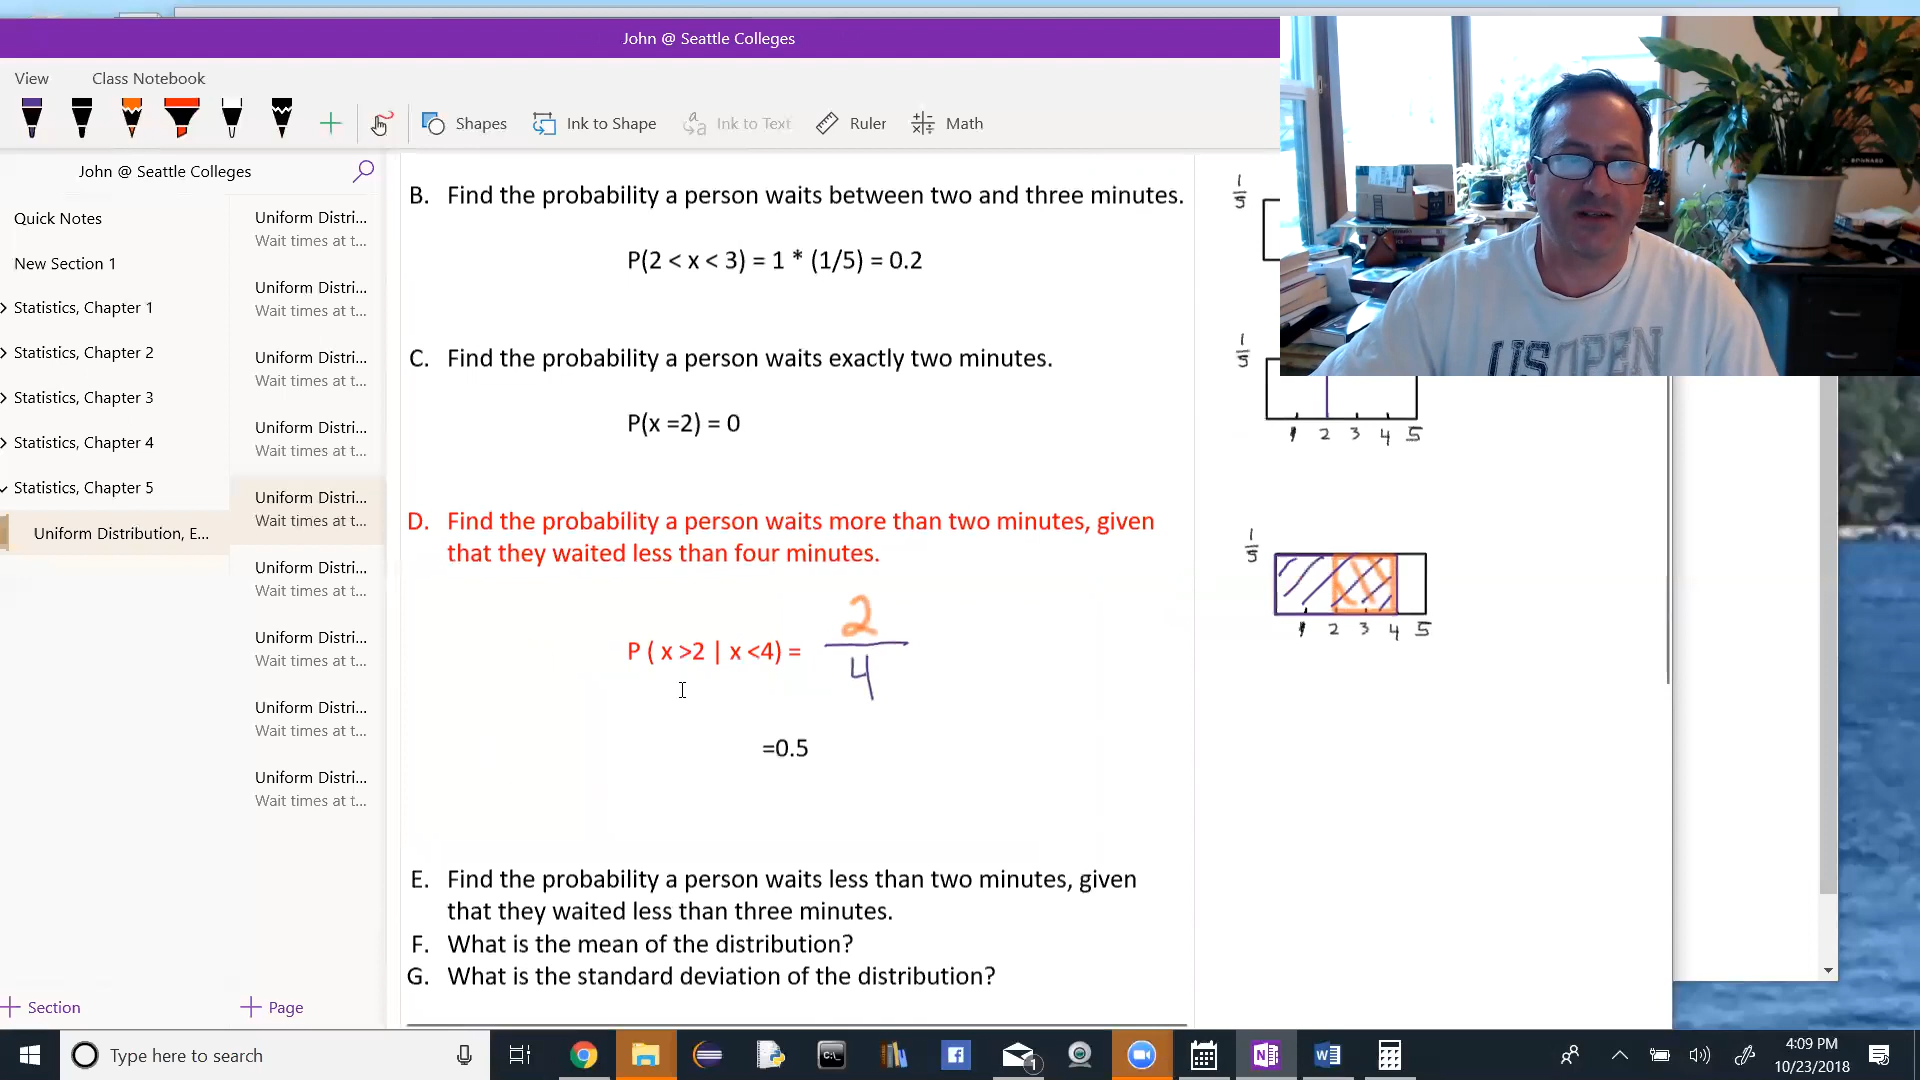 John @ Seattle Colleges
View Class Notebook
Shapes Ink to Shape Ink to Text Ruler Math
John @ Seattle Colleges
Quick Notes
New Section 1
Statistics, Chapter 1
Statistics, Chapter 2
Statistics, Chapter 3
Statistics, Chapter 4
Statistics, Chapter 5
Uniform Distribution, E...
Section
Uniform Distri...
Wait times at t...
Uniform Distri...
Wait times at t...
Uniform Distri...
Wait times at t...
Uniform Distri...
Wait times at t...
Uniform Distri...
Wait times at t...
Uniform Distri...
Wait times at t...
Uniform Distri...
Wait times at t...
Uniform Distri...
Wait times at t...
Uniform Distri...
Wait times at t...
Page
B. Find the probability a person waits between two and three minutes.
P(2 < x < 3) = 1 * (1/5) = 0.2
C. Find the probability a person waits exactly two minutes.
P(x =2) = 0
D. Find the probability a person waits more than two minutes, given
that they waited less than four minutes.
P ( x >2 | x <4) =
2
4
=0.5
E. Find the probability a person waits less than two minutes, given
that they waited less than three minutes.
F. What is the mean of the distribution?
G. What is the standard deviation of the distribution?
1
5
1
5
1 2 3 4 5
1
5
1 2 3 4 5
US OPEN
Type here to search
1
4:09 PM
10/23/2018